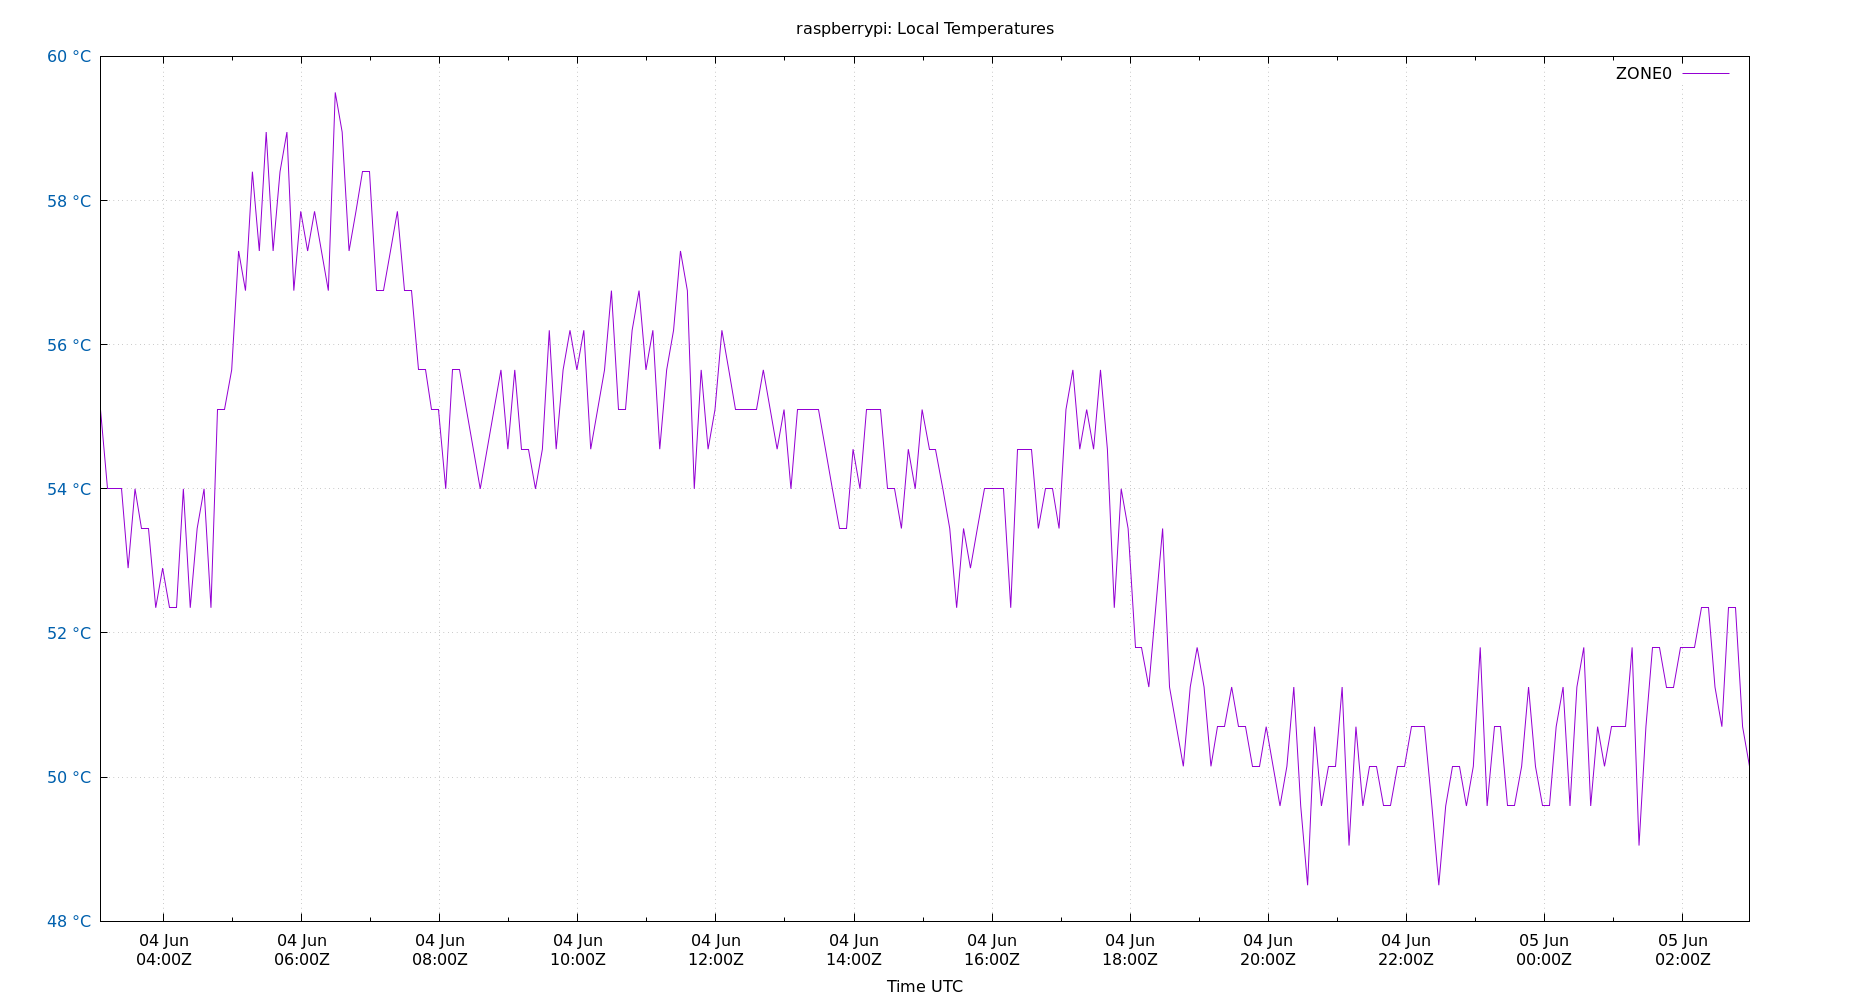 raspberrypi: Local Temperatures
ZONE0
60 °C
58 °C
56 °C
54 °C
52 °C
50 °C
48 °C
04 Jun 04 Jun 04 Jun 04 Jun 04 Jun 04 Jun 04 Jun 04 Jun 04 Jun 04 Jun 05 Jun 05 Jun
04:00Z 06:00Z 08:00Z 10:00Z 12:00Z 14:00Z 16:00Z 18:00Z 20:00Z 22:00Z 00:00Z 02:00Z
Time UTC